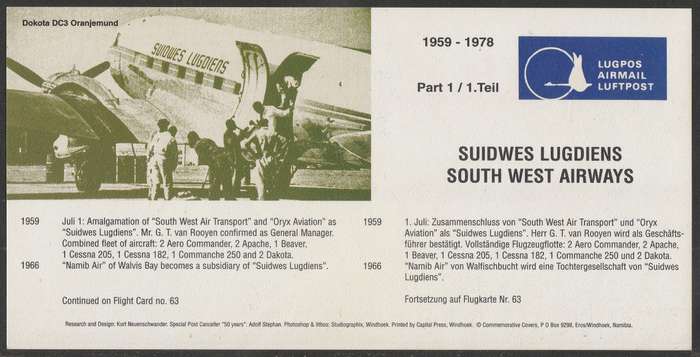 Dokota DC3 Oranjemund
SUIDWES LUGDIENS
1959 - 1978
Part 1 / 1.Teil
LUGPOS
AIRMAIL
LUFTPOST
SUIDWES LUGDIENS
SOUTH WEST AIRWAYS
1959 Juli 1: Amalgamation of "South West Air Transport" and "Oryx
Aviation" as "Suidwes Lugdiens". Mr. G. T. van Rooyen confirmed as General Manager.
Combined fleet of aircraft: 2 Aero Commander, 2 Apache, 1 Beaver,
1 Cessna 205, 1 Cessna 182, 1 Commanche 250 and 2 Dakota.
1966 "Namib Air" of Walvis Bay becomes a subsidiary of "Suidwes Lugdiens".
Continued on Flight Card no. 63
1959 1. Juli: Zusammenschluss von "South West Air Transport" und "Oryx
Aviation" als "Suidwes Lugdiens". Herr G. T. van Rooyen wird als Geschäfts-
führer bestätigt. Vollständige Flugzeugflotte: 2 Aero Commander, 2 Apache,
1 Beaver, 1 Cessna 205, 1 Cessna 182, 1 Commanche 250 und 2 Dakota.
1966 "Namib Air" von Walfischbucht wird eine Tochtergesellschaft von "Suidwes
Lugdiens".
Fortsetzung auf Flugkarte Nr. 63
Research and Design: Kurt Neuenschwander. Special Post Canceller "50 years": Adolf Stephan. Photoshop & lithos: Studiographix, Windhoek. Printed by Capital Press, Windhoek. © Commemorative Covers, P O Box 9298, Eros/Windhoek, Namibia.